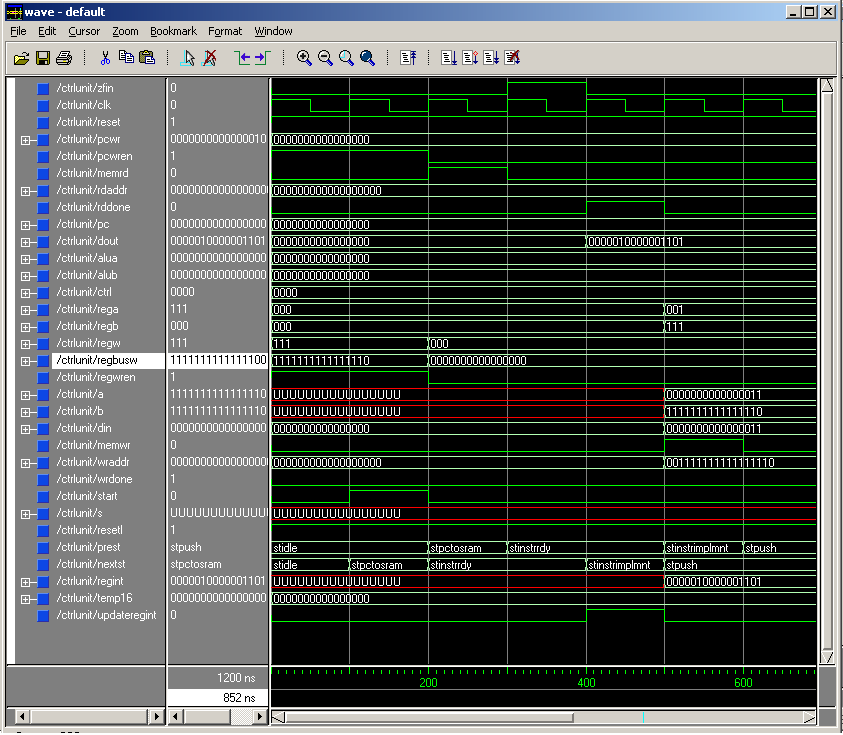 wave - default
File Edit Cursor Zoom Bookmark Format Window
/ctrlunit/zfin 0
/ctrlunit/clk 0
/ctrlunit/reset 1
/ctrlunit/pcwr 0000000000000010 0000000000000000
/ctrlunit/pcwren 1
/ctrlunit/memrd 0
/ctrlunit/rdaddr 0000000000000000 000000000000000000
/ctrlunit/rddone 0
/ctrlunit/pc 0000000000000000 0000000000000000
/ctrlunit/dout 0000010000001101 0000000000000000 0000010000001101
/ctrlunit/alua 0000000000000000 0000000000000000
/ctrlunit/alub 0000000000000000 0000000000000000
/ctrlunit/ctrl 0000 0000
/ctrlunit/rega 111 000 001
/ctrlunit/regb 000 000 111
/ctrlunit/regw 111 111 000
/ctrlunit/regbusw 1111111111111100 1111111111111110 0000000000000000
/ctrlunit/regwren 1
/ctrlunit/a 1111111111111110 UUUUUUUUUUUUUUUU 0000000000000011
/ctrlunit/b 1111111111111110 UUUUUUUUUUUUUUUU 1111111111111110
/ctrlunit/din 0000000000000000 0000000000000000 0000000000000011
/ctrlunit/memwr 0
/ctrlunit/wraddr 0000000000000000 000000000000000000 001111111111111110
/ctrlunit/wrdone 1
/ctrlunit/start 0
/ctrlunit/s UUUUUUUUUUUUU UUUUUUUUUUUUUUUU
/ctrlunit/resetl 1
/ctrlunit/prest stpush stidle stpctosram stinstrrdy stinstrimplmnt stpush
/ctrlunit/nextst stpctosram stidle stpctosram stinstrrdy stinstrimplmnt stpush
/ctrlunit/regint 0000010000001101 UUUUUUUUUUUUUUUU 0000010000001101
/ctrlunit/temp16 0000000000000000 0000000000000000
/ctrlunit/updateregint 0
1200 ns
200 400 600
852 ns